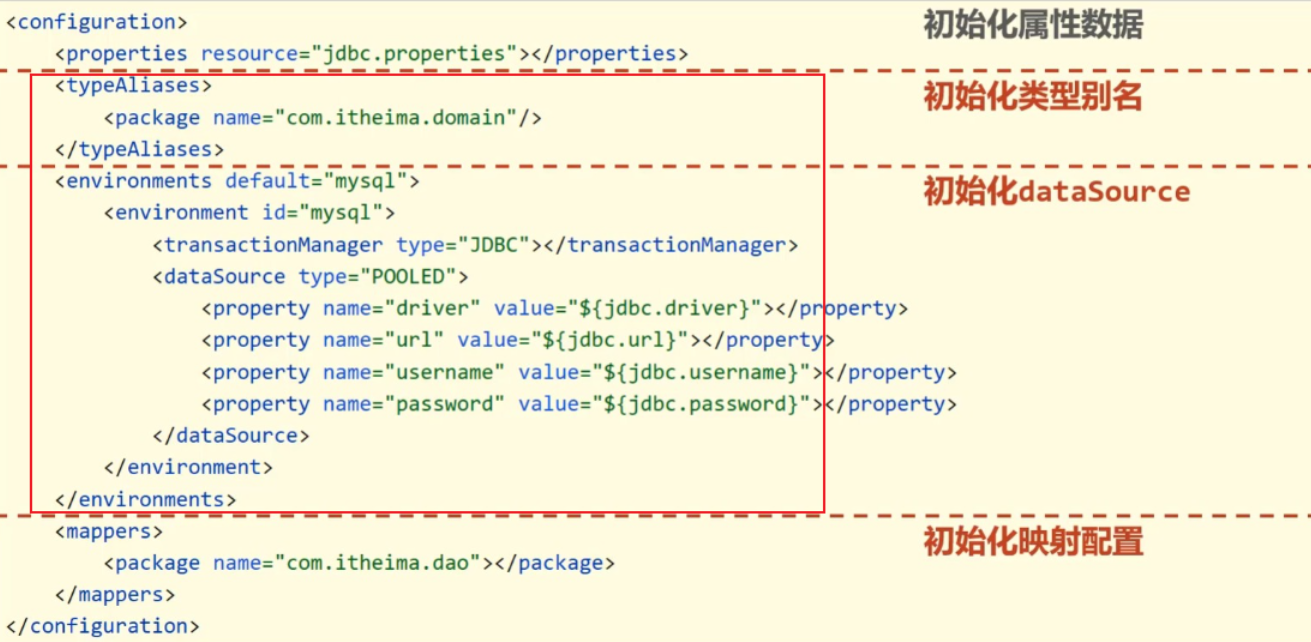 <configuration> 初始化属性数据
    <properties resource="jdbc.properties"></properties>
    <typeAliases> 初始化类型别名
        <package name="com.itheima.domain"/>
    </typeAliases>
    <environments default="mysql"> 初始化dataSource
        <environment id="mysql">
            <transactionManager type="JDBC"></transactionManager>
            <dataSource type="POOLED">
                <property name="driver" value="${jdbc.driver}"></property>
                <property name="url" value="${jdbc.url}"></property>
                <property name="username" value="${jdbc.username}"></property>
                <property name="password" value="${jdbc.password}"></property>
            </dataSource>
        </environment>
    </environments>
    <mappers> 初始化映射配置
        <package name="com.itheima.dao"></package>
    </mappers>
</configuration>